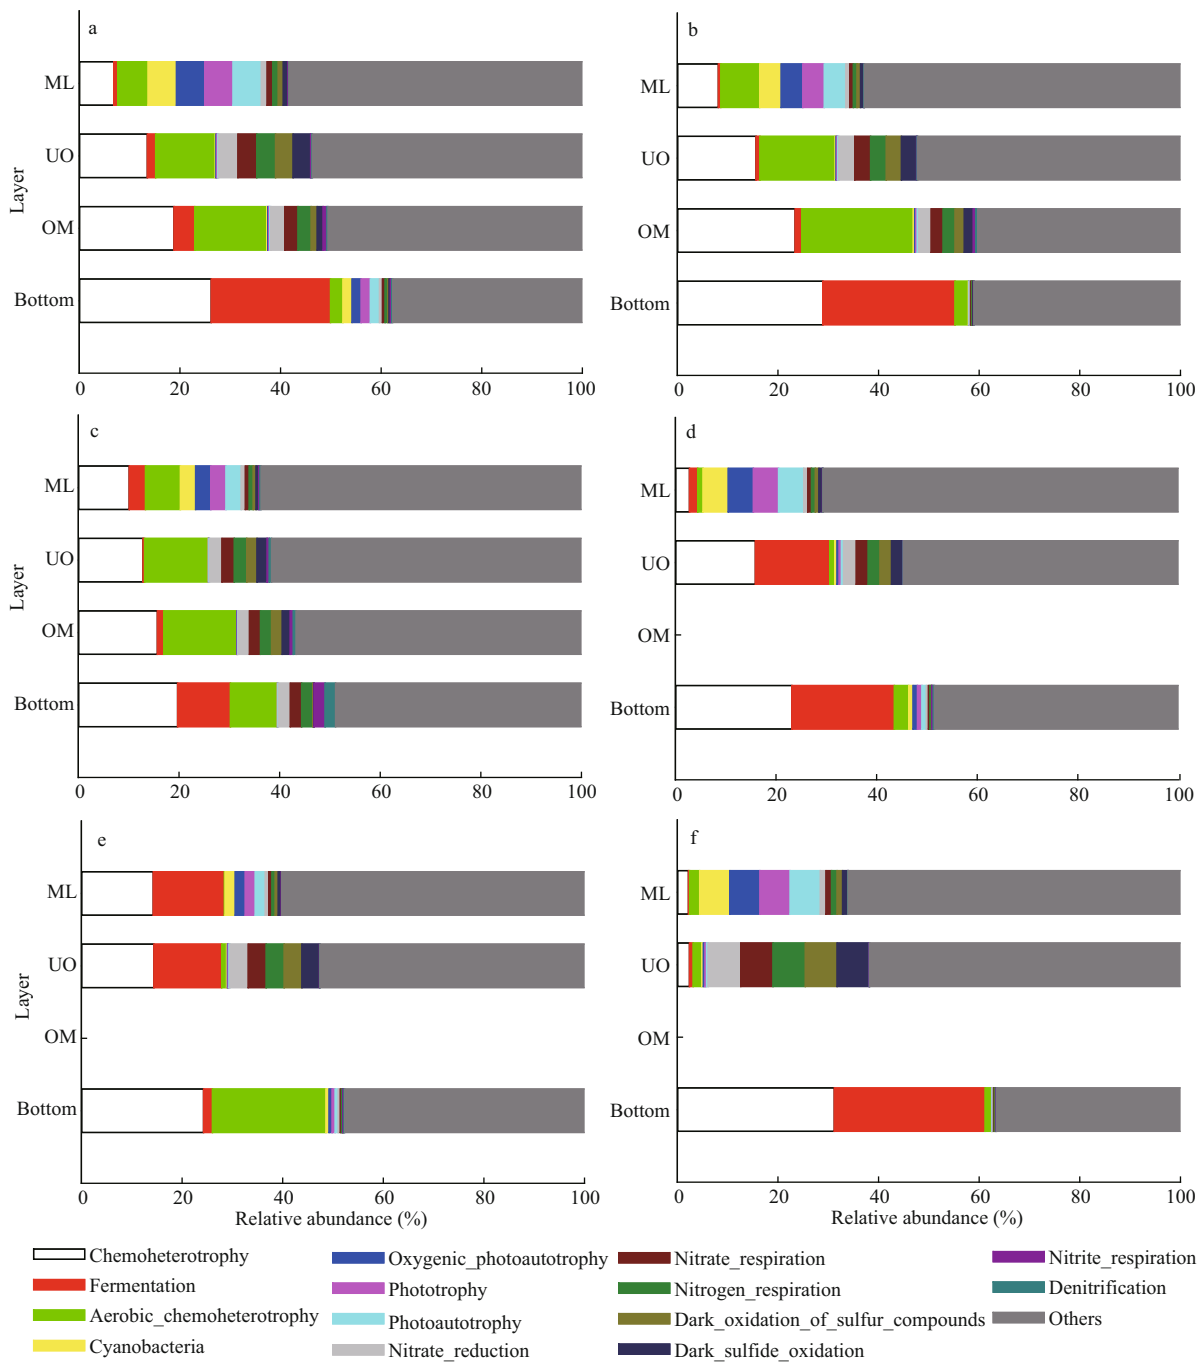 a
ML
UO
OM
Bottom
Layer
0 20 40 60 80 100
b
ML
UO
OM
Bottom
0 20 40 60 80 100
c
ML
UO
OM
Bottom
Layer
0 20 40 60 80 100
d
ML
UO
OM
Bottom
0 20 40 60 80 100
e
ML
UO
OM
Bottom
Layer
0 20 40 60 80 100
Relative abundance (%)
f
ML
UO
OM
Bottom
0 20 40 60 80 100
Relative abundance (%)
Chemoheterotrophy
Fermentation
Aerobic_chemoheterotrophy
Cyanobacteria
Oxygenic_photoautotrophy
Phototrophy
Photoautotrophy
Nitrate_reduction
Nitrate_respiration
Nitrogen_respiration
Dark_oxidation_of_sulfur_compounds
Dark_sulfide_oxidation
Nitrite_respiration
Denitrification
Others